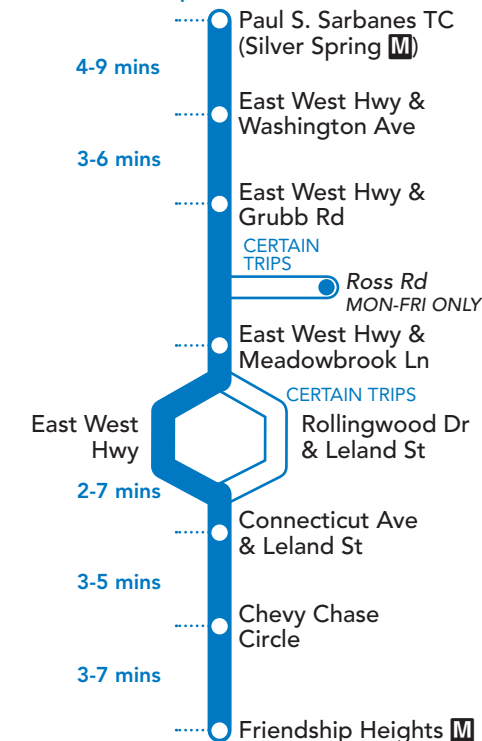 Paul S. Sarbanes TC
(Silver Spring M)
4-9 mins
East West Hwy &
Washington Ave
3-6 mins
East West Hwy &
Grubb Rd
CERTAIN
TRIPS
Ross Rd
MON-FRI ONLY
East West Hwy &
Meadowbrook Ln
CERTAIN TRIPS
East West
Hwy
Rollingwood Dr
& Leland St
2-7 mins
Connecticut Ave
& Leland St
3-5 mins
Chevy Chase
Circle
3-7 mins
Friendship Heights M